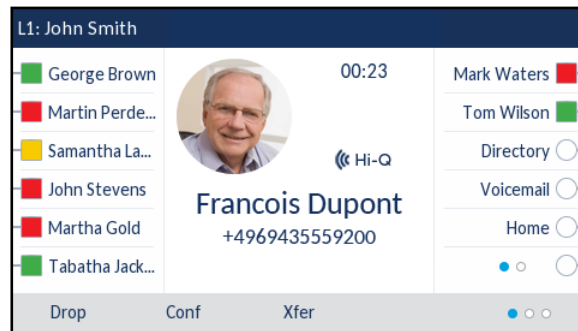 L1: John Smith
George Brown
Martin Perde...
Samantha La...
John Stevens
Martha Gold
Tabatha Jack...
00:23
Hi-Q
Francois Dupont
+4969435559200
Mark Waters
Tom Wilson
Directory
Voicemail
Home
Drop Conf Xfer